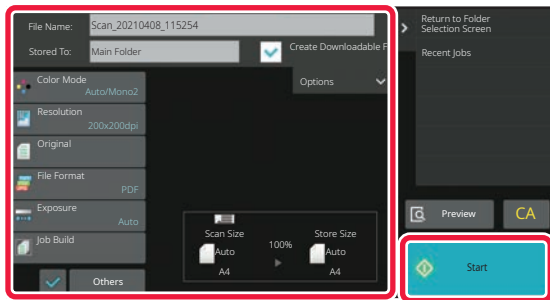 File Name:
Scan_20210408_115254
Stored To:
Main Folder
Create Downloadable F
Options
Color Mode
Auto/Mono2
Resolution
200x200dpi
Original
File Format
PDF
Exposure
Auto
Job Build
Others
Scan Size
Auto
A4
100%
Store Size
Auto
A4
Return to Folder
Selection Screen
Recent Jobs
Preview
CA
Start